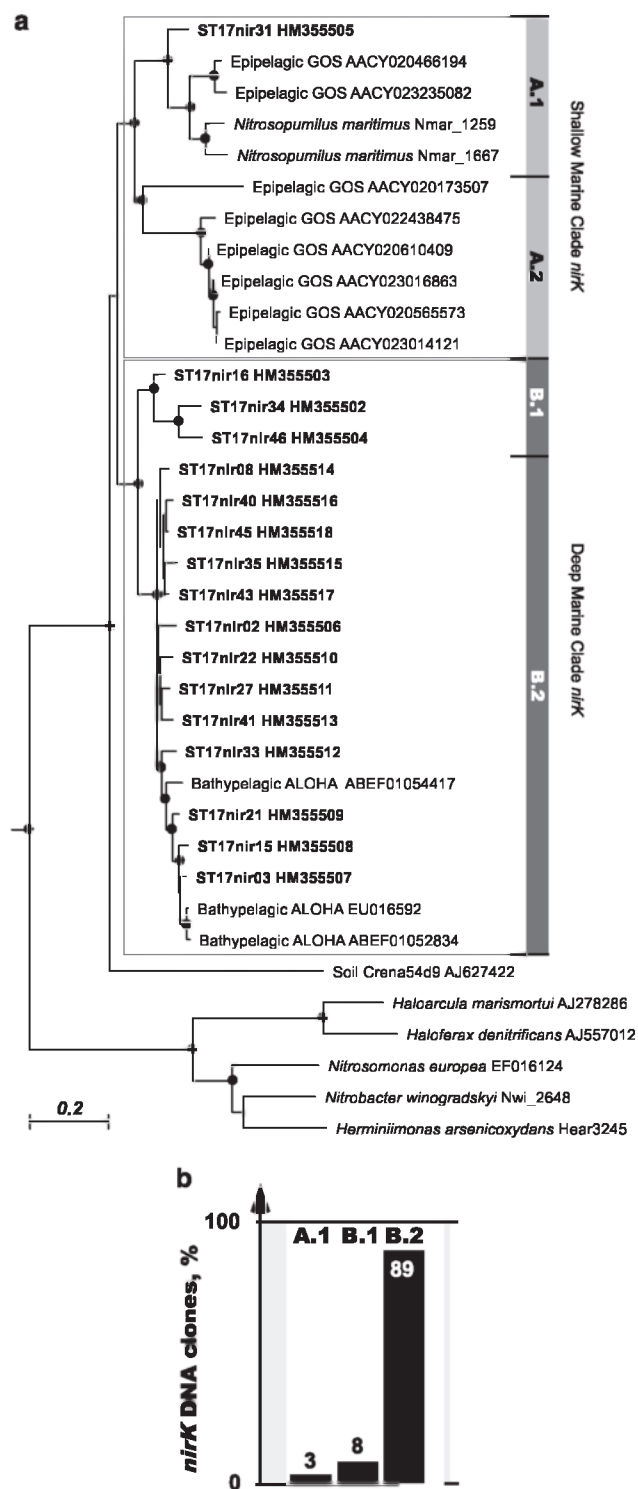 a
ST17nir31 HM355505
Epipelagic GOS AACY020466194
Epipelagic GOS AACY023235082
Nitrosopumilus maritimus Nmar_1259
Nitrosopumilus maritimus Nmar_1667
A.1
Epipelagic GOS AACY020173507
Epipelagic GOS AACY022438475
Epipelagic GOS AACY020610409
Epipelagic GOS AACY023016863
Epipelagic GOS AACY020565573
Epipelagic GOS AACY023014121
A.2
Shallow Marine Clade nirK
ST17nir16 HM355503
ST17nir34 HM355502
ST17nir46 HM355504
B.1
ST17nir08 HM355514
ST17nir40 HM355516
ST17nir45 HM355518
ST17nir35 HM355515
ST17nir43 HM355517
ST17nir02 HM355506
ST17nir22 HM355510
ST17nir27 HM355511
ST17nir41 HM355513
ST17nir33 HM355512
Bathypelagic ALOHA ABEF01054417
ST17nir21 HM355509
ST17nir15 HM355508
ST17nir03 HM355507
Bathypelagic ALOHA EU016592
Bathypelagic ALOHA ABEF01052834
B.2
Deep Marine Clade nirK
Soil Crena54d9 AJ627422
Haloarcula marismortui AJ278286
Haloferax denitrificans AJ557012
Nitrosomonas europea EF016124
Nitrobacter winogradskyi Nwi_2648
Herminiimonas arsenicoxydans Hear3245
0.2
b
nirK DNA clones, %
100
0
A.1 B.1 B.2
3
8
89